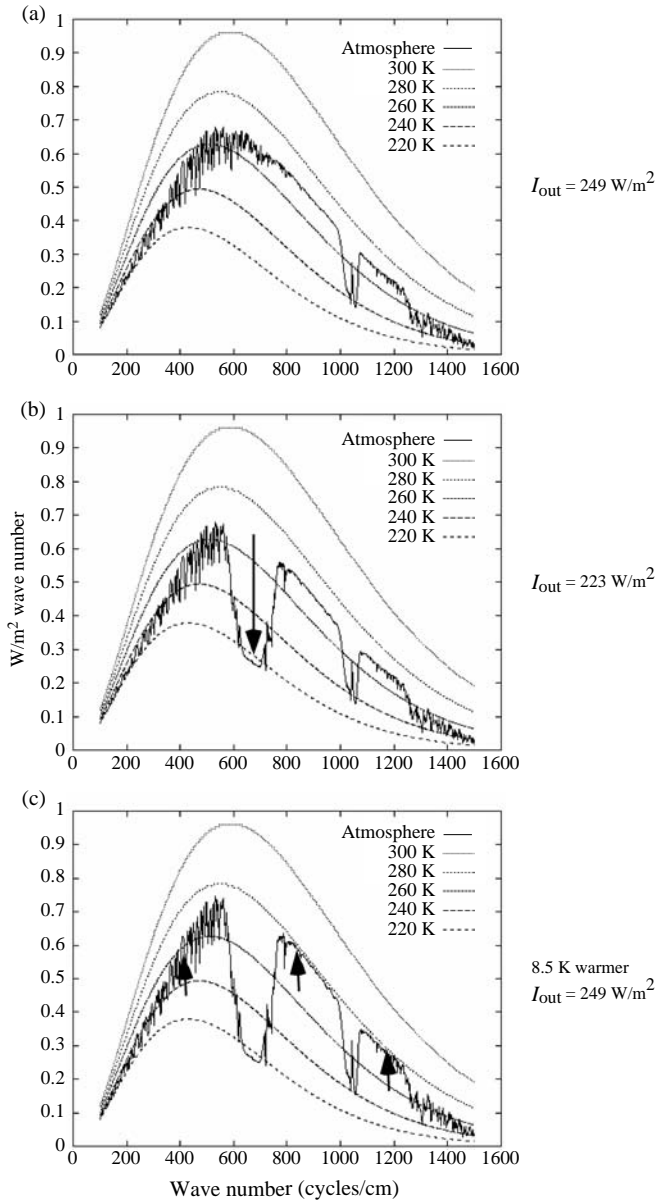 (a)
1
0.9
0.8
0.7
0.6
0.5
0.4
0.3
0.2
0.1
0
Atmosphere
300 K
280 K
260 K
240 K
220 K
0 200 400 600 800 1000 1200 1400 1600
I_out = 249 W/m²
(b)
1
0.9
0.8
0.7
0.6
0.5
0.4
0.3
0.2
0.1
0
W/m² wave number
Atmosphere
300 K
280 K
260 K
240 K
220 K
0 200 400 600 800 1000 1200 1400 1600
I_out = 223 W/m²
(c)
1
0.9
0.8
0.7
0.6
0.5
0.4
0.3
0.2
0.1
0
Atmosphere
300 K
280 K
260 K
240 K
220 K
0 200 400 600 800 1000 1200 1400 1600
8.5 K warmer
I_out = 249 W/m²
Wave number (cycles/cm)